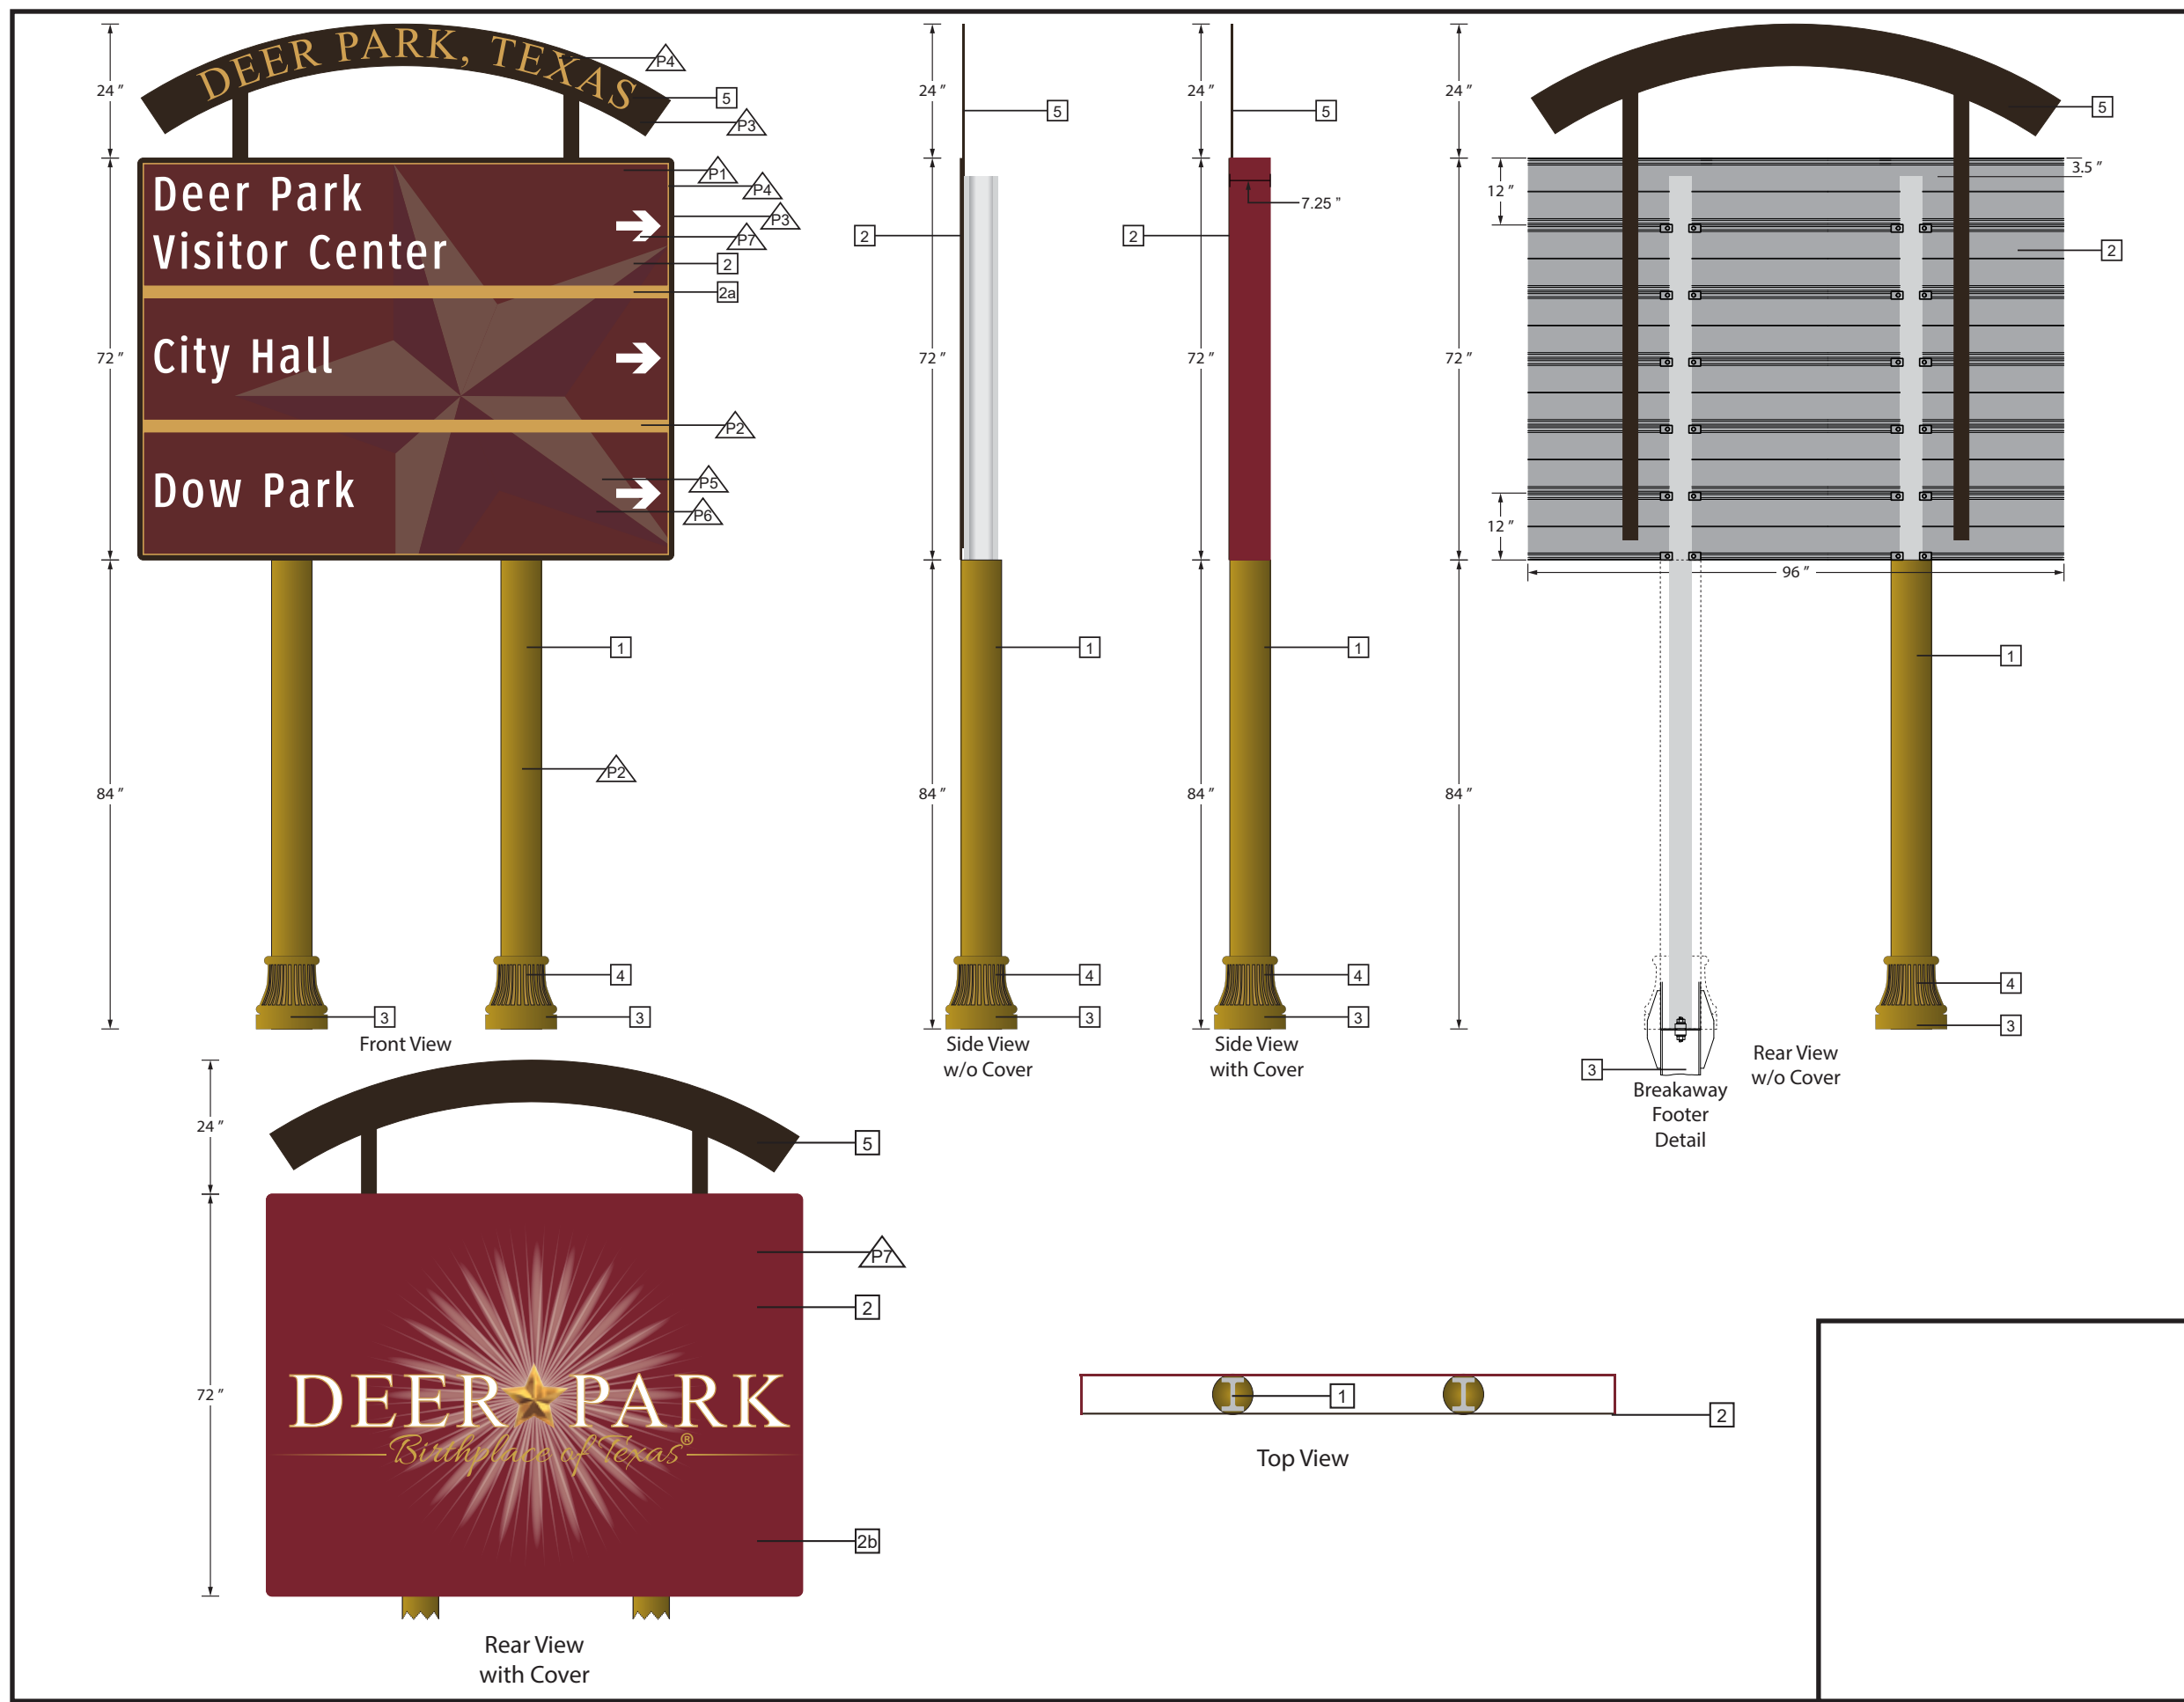 DEER PARK, TEXAS
P4
24 ″
5
P3
Deer Park
Visitor Center
P1
P4
P3
P7
2
2a
72 ″
City Hall
P2
Dow Park
P5
P6
1
84 ″
P2
4
3
3
Front View
24 ″
5
2
72 ″
1
84 ″
4
3
Side View
w/o Cover
24 ″
5
7.25 ″
2
72 ″
1
84 ″
4
3
Side View
with Cover
24 ″
5
3.5 ″
12 ″
2
72 ″
12 ″
96 ″
1
84 ″
4
3
3
Breakaway
Footer
Detail
Rear View
w/o Cover
24 ″
5
P7
2
72 ″
DEER PARK
Birthplace of Texas®
2b
Rear View
with Cover
1
2
Top View